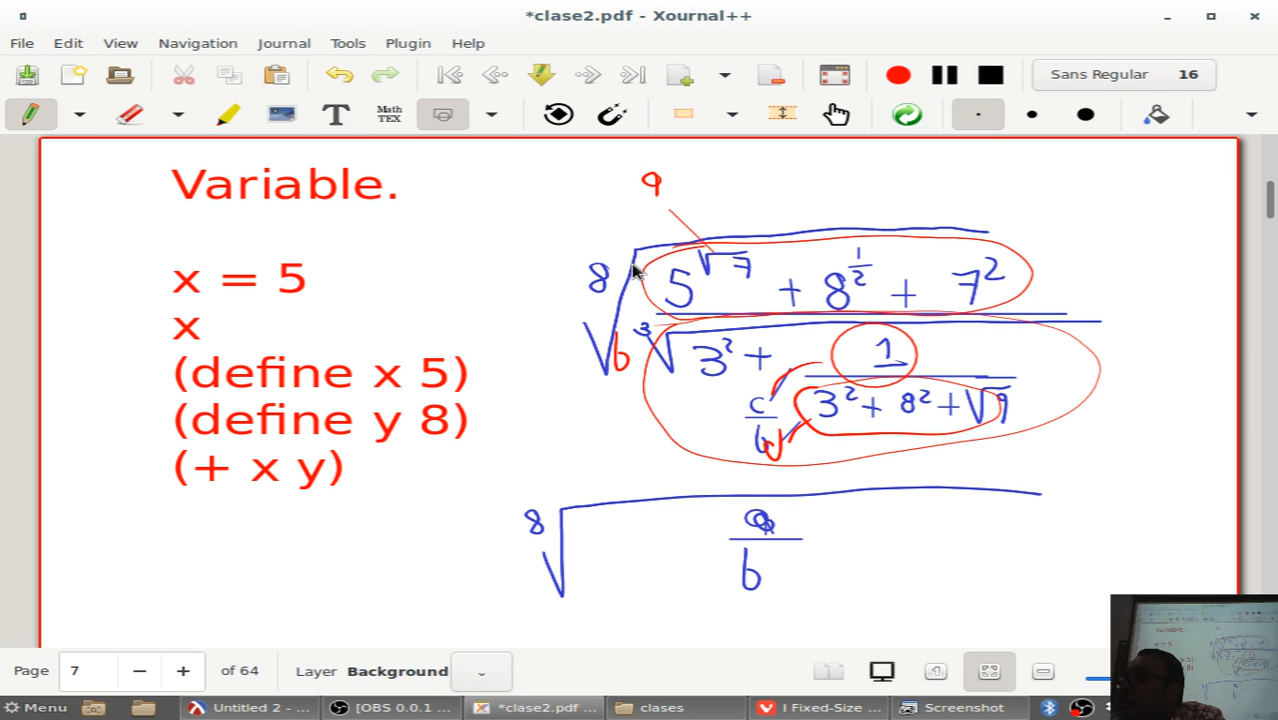 *clase2.pdf - Xournal++
File Edit View Navigation Journal Tools Plugin Help
Sans Regular 16
T Math TEX
Variable.
x = 5
x
(define x 5)
(define y 8)
(+ x y)
9
8 √ 5^√7 + 8^1/2 + 7^2
b 3 √ 3^2 + 1
c 3^2 + 8^2 + √9
b
8 √ a
b
Page 7 − + of 64 Layer Background
Menu Untitled 2 - ... [OBS 0.0.1 ... *clase2.pdf ... clases I Fixed-Size ... Screenshot